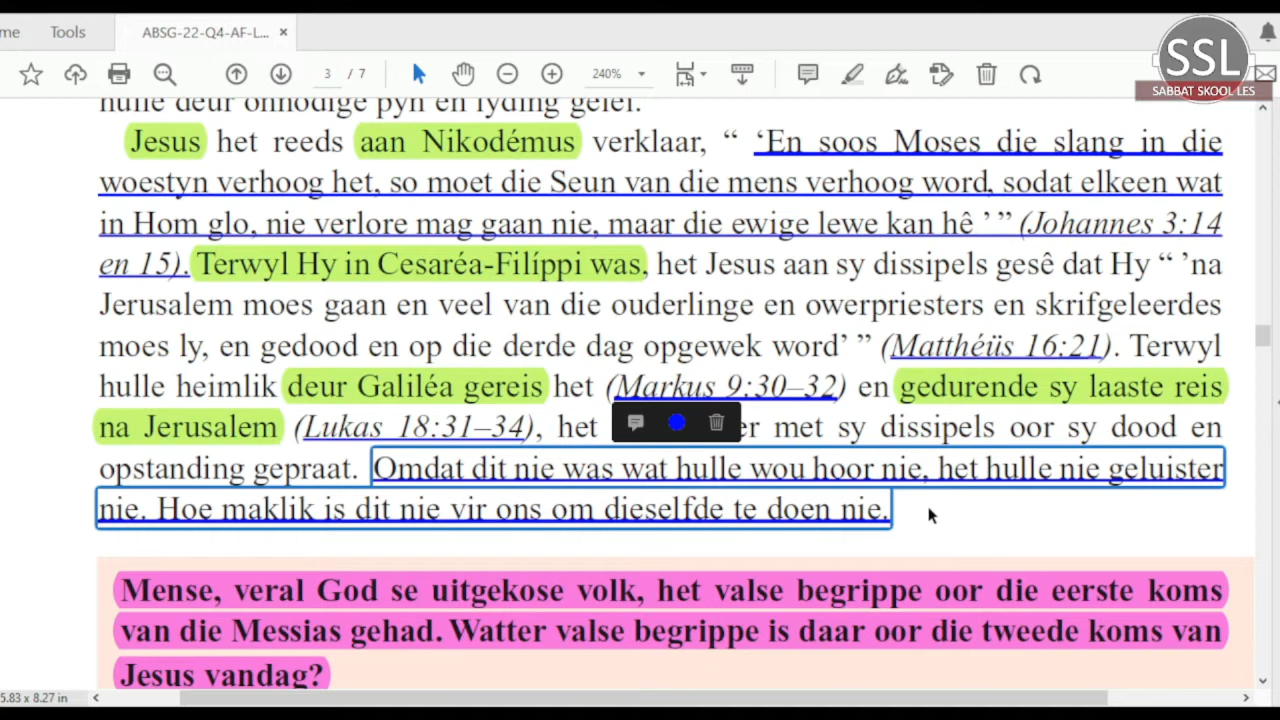 me
Tools
ABSG-22-Q4-AF-L...
×
SSL
SABBAT SKOOL LES
3 / 7
240%
hulle deur onnodige pyn en lyding gelei.
Jesus het reeds aan Nikodémus verklaar, “ ‘En soos Moses die slang in die
woestyn verhoog het, so moet die Seun van die mens verhoog word, sodat elkeen wat
in Hom glo, nie verlore mag gaan nie, maar die ewige lewe kan hê ’ ” (Johannes 3:14
en 15). Terwyl Hy in Cesaréa-Filíppi was, het Jesus aan sy dissipels gesê dat Hy “ ’na
Jerusalem moes gaan en veel van die ouderlinge en owerpriesters en skrifgeleerdes
moes ly, en gedood en op die derde dag opgewek word’ ” (Matthéüs 16:21). Terwyl
hulle heimlik deur Galiléa gereis het (Markus 9:30–32) en gedurende sy laaste reis
na Jerusalem (Lukas 18:31–34), het er met sy dissipels oor sy dood en
opstanding gepraat. Omdat dit nie was wat hulle wou hoor nie, het hulle nie geluister
nie. Hoe maklik is dit nie vir ons om dieselfde te doen nie.
Mense, veral God se uitgekose volk, het valse begrippe oor die eerste koms
van die Messias gehad. Watter valse begrippe is daar oor die tweede koms van
Jesus vandag?
5.83 x 8.27 in